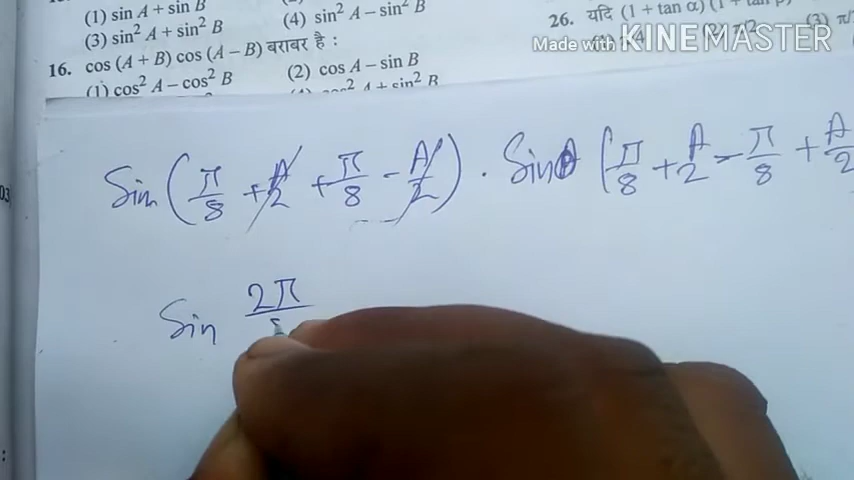 (1) sin A + sin B
(3) sin² A + sin² B
(4) sin² A – sin² B
16. cos (A + B) cos (A – B) बराबर है :
(1) cos² A – cos² B
(2) cos A – sin B
26. यदि (1 + tan α)
(3) π/
Made with KINEMASTER
Sin (π/8 + A/2 + π/8 - A/2) . Sin (π/8 + A/2 - π/8 + A/2
Sin 2π